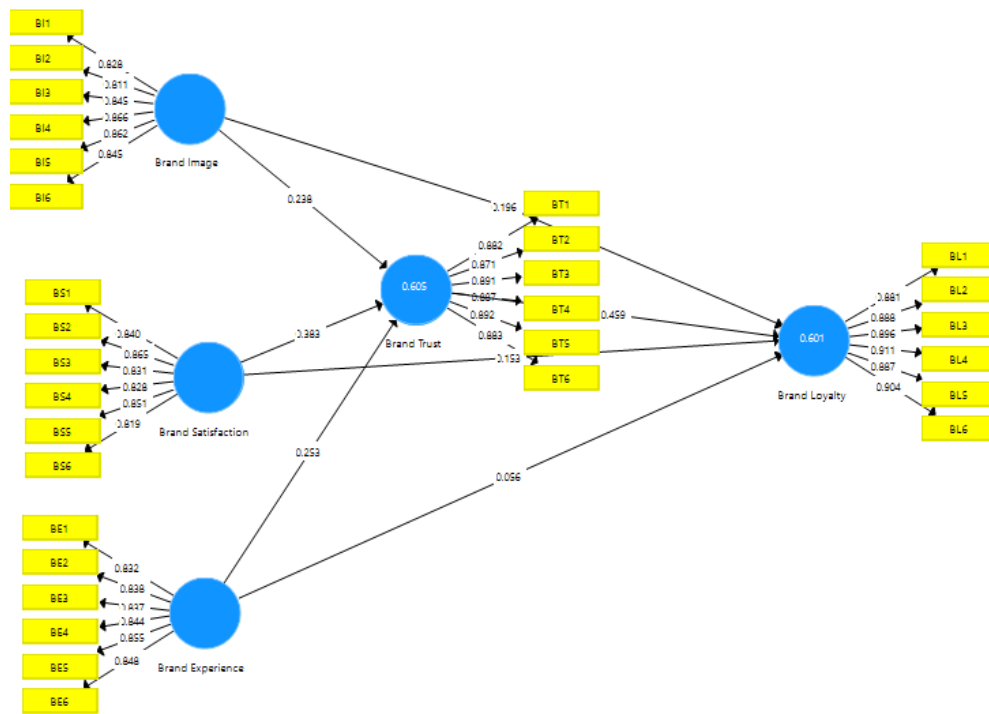 BI1
BI2
BI3
BI4
BI5
BI6
0.828
0.811
0.845
0.866
0.862
0.845
Brand Image
0.238
0.196
BT1
BT2
BT3
BT4
BT5
BT6
0.882
0.871
0.891
0.887
0.892
0.883
0.605
Brand Trust
0.459
BS1
BS2
BS3
BS4
BS5
BS6
0.840
0.865
0.831
0.828
0.851
0.819
Brand Satisfaction
0.383
0.153
BL1
BL2
BL3
BL4
BL5
BL6
0.881
0.888
0.896
0.911
0.887
0.904
0.601
Brand Loyalty
0.253
0.056
BE1
BE2
BE3
BE4
BE5
BE6
0.832
0.838
0.837
0.844
0.855
0.848
Brand Experience